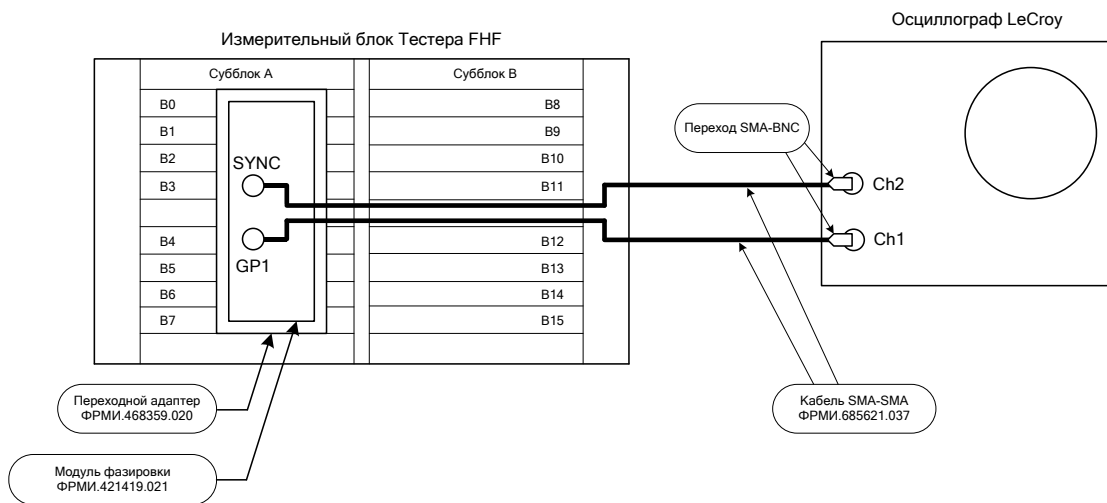 Осциллограф LeCroy
Измерительный блок Тестера FHF
Субблок A
Субблок B
B0
B8
B1
B9
B2
B10
Переход SMA-BNC
SYNC
B3
B11
Ch2
B4
B12
Ch1
GP1
B5
B13
B6
B14
B7
B15
Переходной адаптер
ФРМИ.468359.020
Кабель SMA-SMA
ФРМИ.685621.037
Модуль фазировки
ФРМИ.421419.021